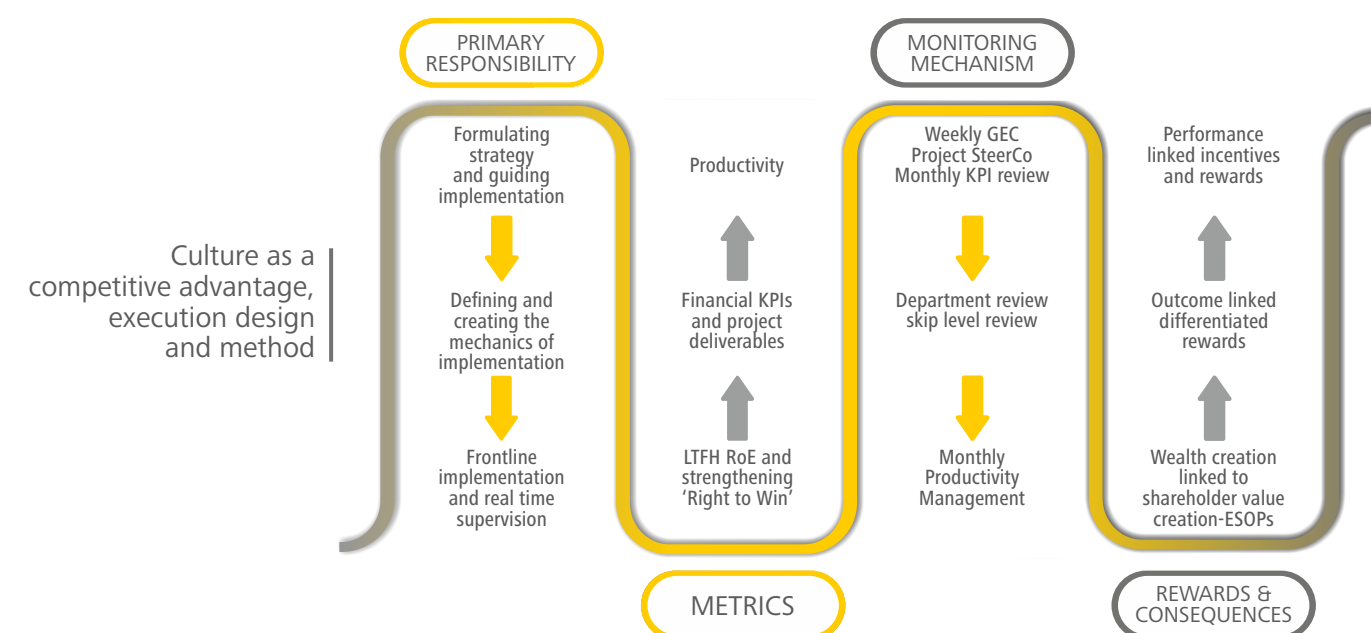 Culture as a
competitive advantage,
execution design
and method
PRIMARY
RESPONSIBILITY
Formulating
strategy
and guiding
implementation
Defining and
creating the
mechanics of
implementation
Frontline
implementation
and real time
supervision
Productivity
Financial KPIs
and project
deliverables
LTFH RoE and
strengthening
‘Right to Win’
METRICS
MONITORING
MECHANISM
Weekly GEC
Project SteerCo
Monthly KPI review
Department review
skip level review
Monthly
Productivity
Management
Performance
linked incentives
and rewards
Outcome linked
differentiated
rewards
Wealth creation
linked to
shareholder value
creation-ESOPs
REWARDS &
CONSEQUENCES